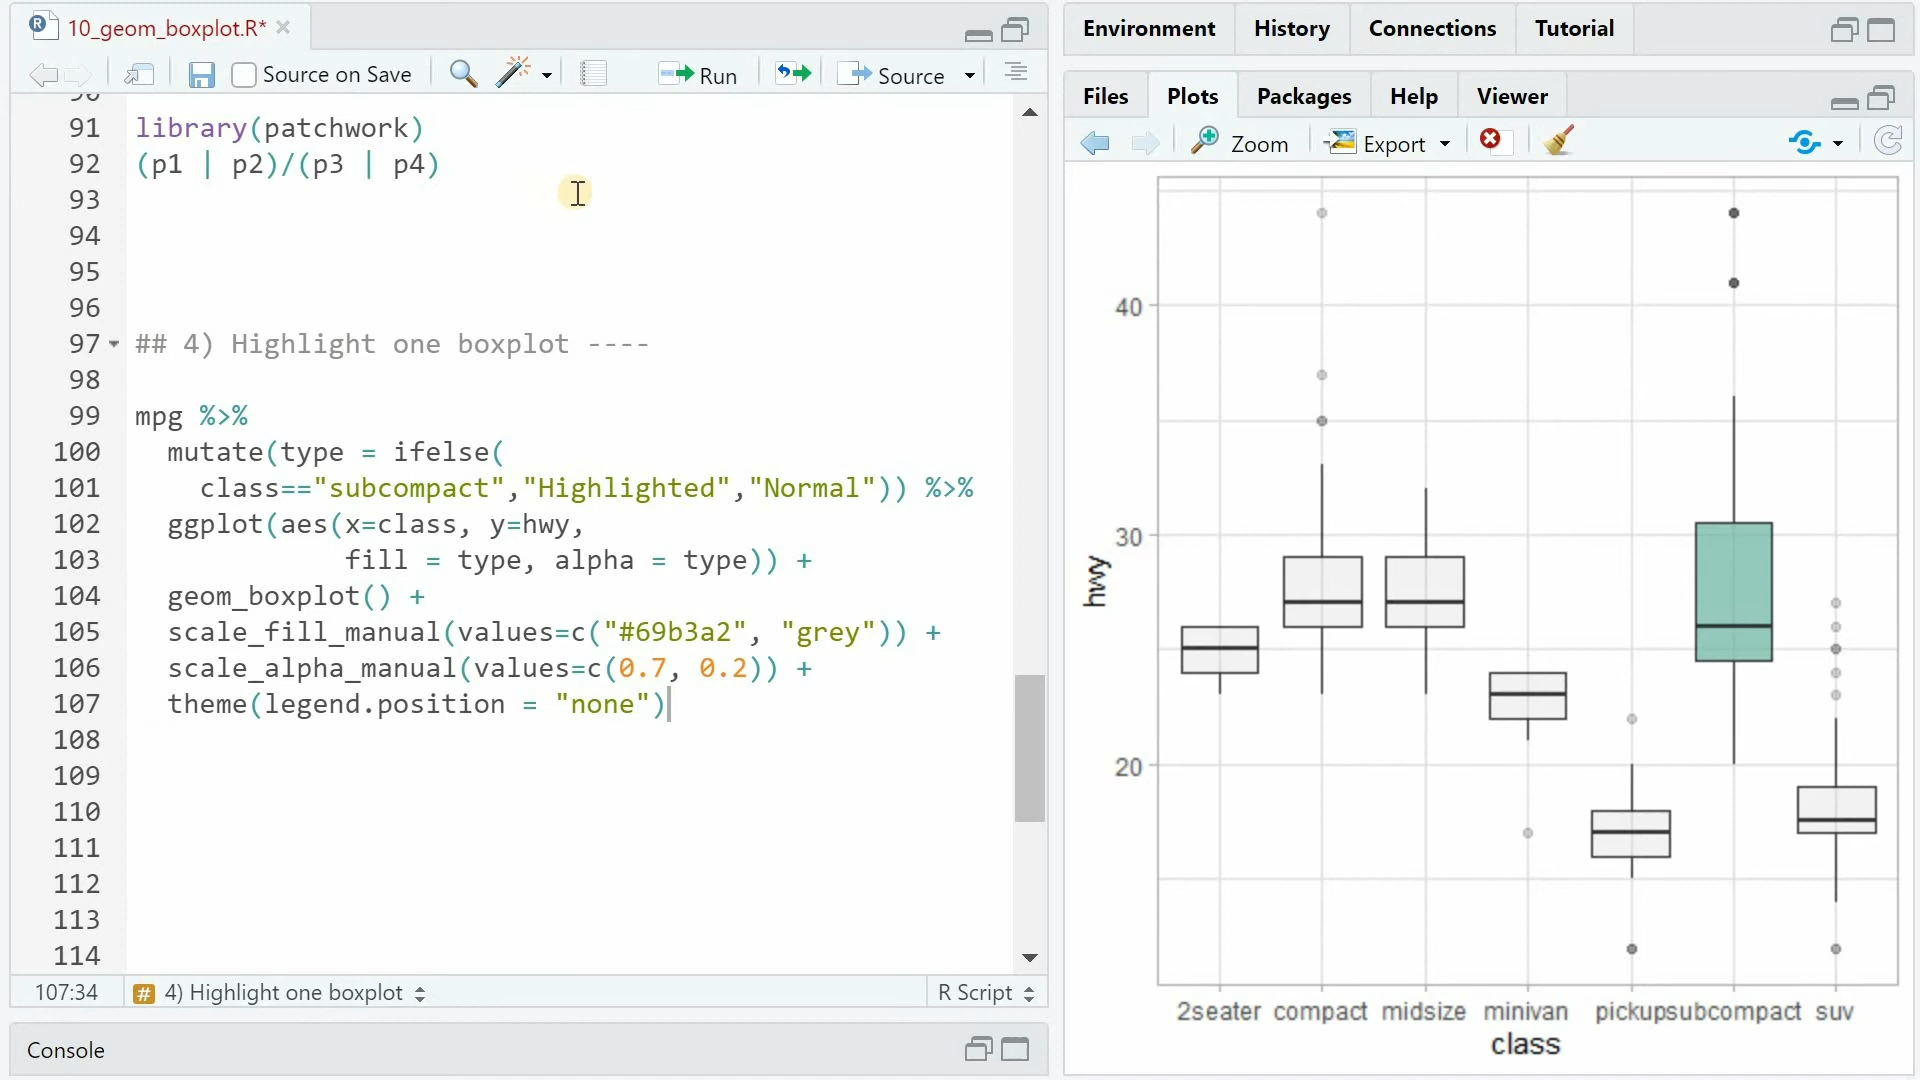 10_geom_boxplot.R*
Source on Save
Run
Source
90
91 library(patchwork)
92 (p1 | p2)/(p3 | p4)
93
94
95
96
97 ## 4) Highlight one boxplot ----
98
99 mpg %>%
100 mutate(type = ifelse(
101 class=="subcompact","Highlighted","Normal")) %>%
102 ggplot(aes(x=class, y=hwy,
103 fill = type, alpha = type)) +
104 geom_boxplot() +
105 scale_fill_manual(values=c("#69b3a2", "grey")) +
106 scale_alpha_manual(values=c(0.7, 0.2)) +
107 theme(legend.position = "none")
108
109
110
111
112
113
114
107:34 # 4) Highlight one boxplot R Script
Console
Environment History Connections Tutorial
Files Plots Packages Help Viewer
Zoom Export
40
30
20
hwy
2seater compact midsize minivan pickup subcompact suv
class